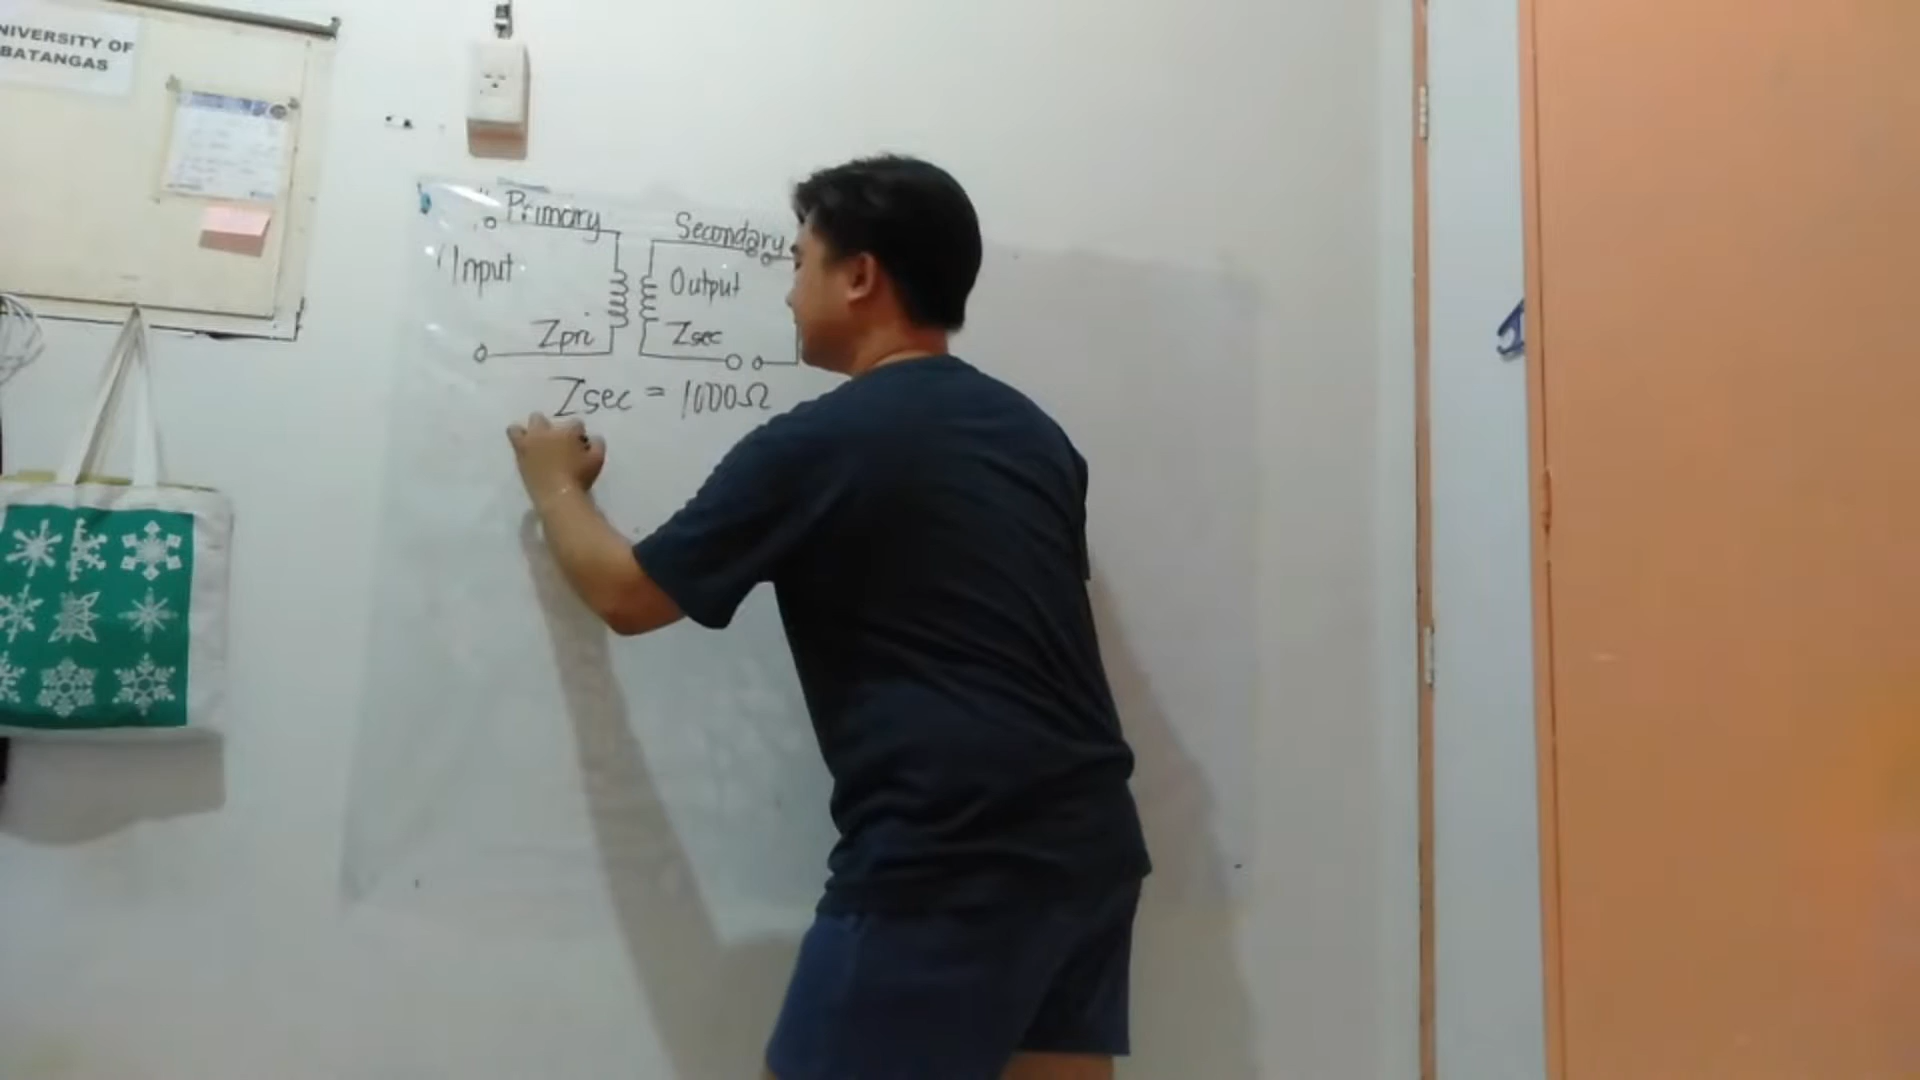 NIVERSITY OF
BATANGAS
Primary
Secondary
Input
Output
Zpri
Zsec
Zsec = 1000Ω